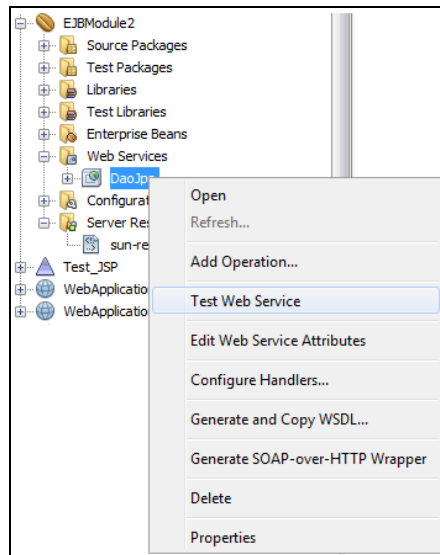 EJBModule2
Source Packages
Test Packages
Libraries
Test Libraries
Enterprise Beans
Web Services
DaoJpa
Configurat
Server Res
sun-re
Test_JSP
WebApplicatio
WebApplicatio
Open
Refresh...
Add Operation...
Test Web Service
Edit Web Service Attributes
Configure Handlers...
Generate and Copy WSDL...
Generate SOAP-over-HTTP Wrapper
Delete
Properties